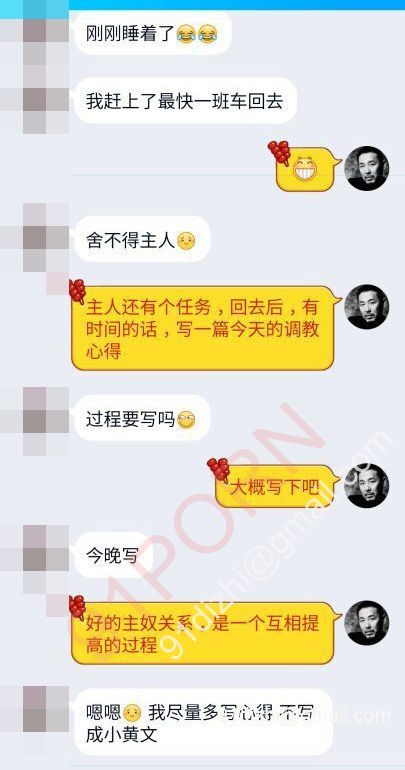 刚刚睡着了😂😂
我赶上了最快一班车回去
😁
舍不得主人
主人还有个任务，回去后，有
时间的话，写一篇今天的调教
心得
过程要写吗
大概写下吧
今晚写
好的主奴关系，是一个互相提
高的过程
嗯嗯 我尽量多写心得 不写
成小黄文
91PORN
91dizhi@gmail.com